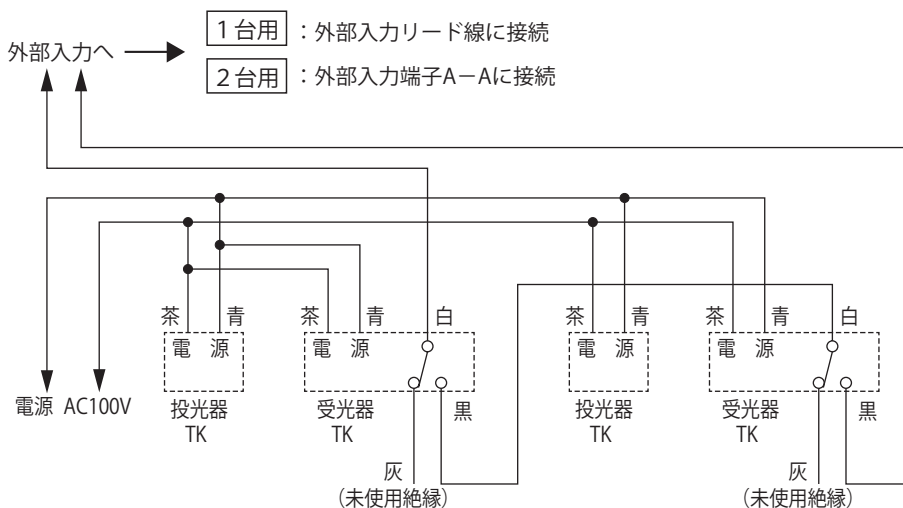 1台用：外部入力リード線に接続
外部入力へ
2台用：外部入力端子A－Aに接続
茶 青 茶 青 白 茶 青 茶 青 白
電 源 電 源 電 源 電 源
電源 AC100V
投光器 受光器 黒 投光器 受光器 黒
TK TK TK TK
灰 灰
（未使用絶縁） （未使用絶縁）